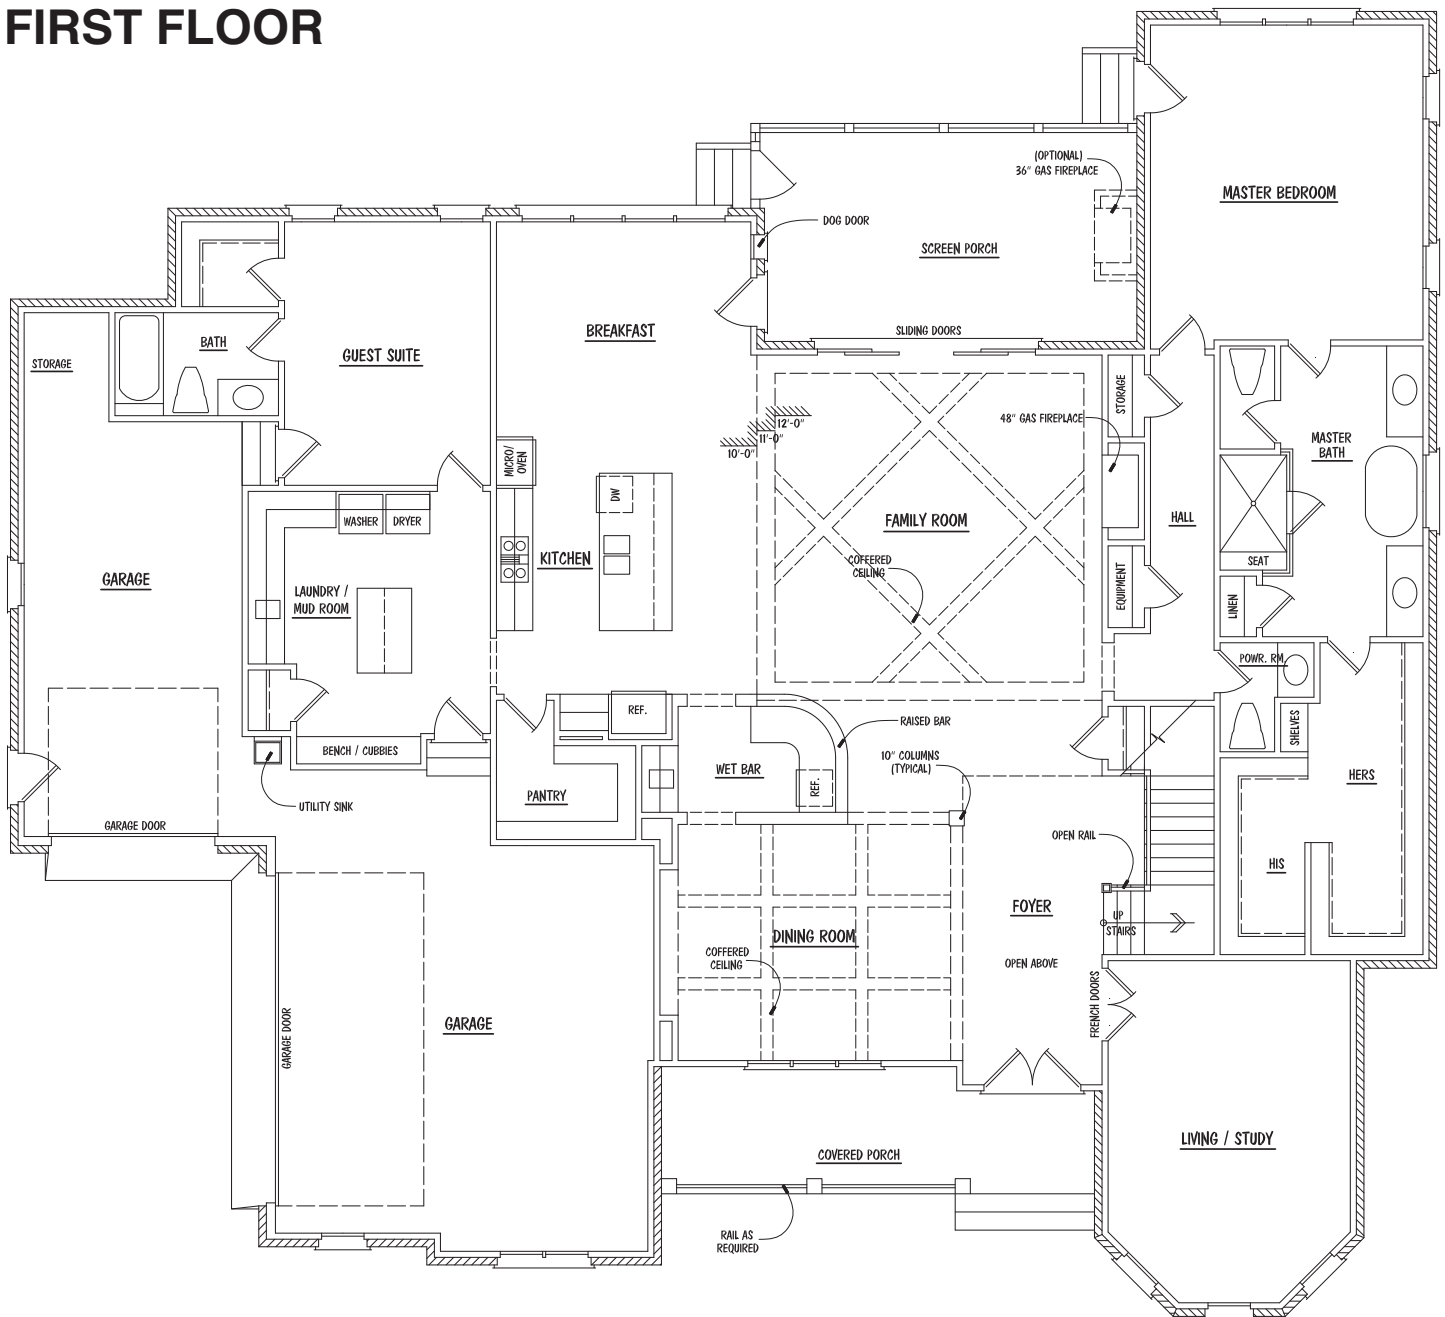 FIRST FLOOR
(OPTIONAL)
36" GAS FIREPLACE
MASTER BEDROOM
DOG DOOR
SCREEN PORCH
BREAKFAST
SLIDING DOORS
BATH
GUEST SUITE
STORAGE
STORAGE
12'-0"
11'-0"
10'-0"
48" GAS FIREPLACE
MASTER
BATH
MICRO/
OVEN
DW
WASHER
DRYER
FAMILY ROOM
HALL
KITCHEN
COFFERED
CEILING
SEAT
GARAGE
LAUNDRY /
MUD ROOM
EQUIPMENT
LINEN
POWR. RM.
REF.
RAISED BAR
SHELVES
BENCH / CUBBIES
WET BAR
10" COLUMNS
(TYPICAL)
HERS
REF.
PANTRY
UTILITY SINK
GARAGE DOOR
OPEN RAIL
HIS
FOYER
UP
STAIRS
DINING ROOM
COFFERED
CEILING
OPEN ABOVE
FRENCH DOORS
GARAGE DOOR
GARAGE
LIVING / STUDY
COVERED PORCH
RAIL AS
REQUIRED